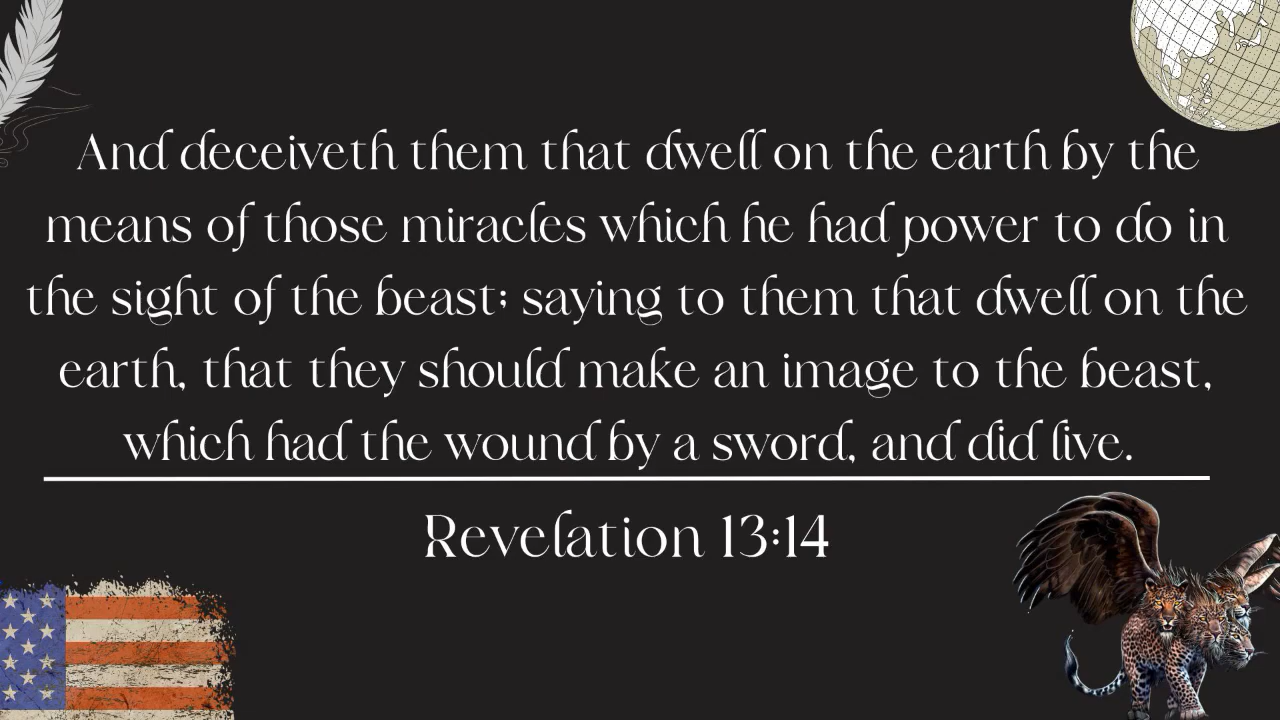 And deceiveth them that dwell on the earth by the
means of those miracles which he had power to do in
the sight of the beast; saying to them that dwell on the
earth, that they should make an image to the beast,
which had the wound by a sword, and did live.
Revelation 13:14